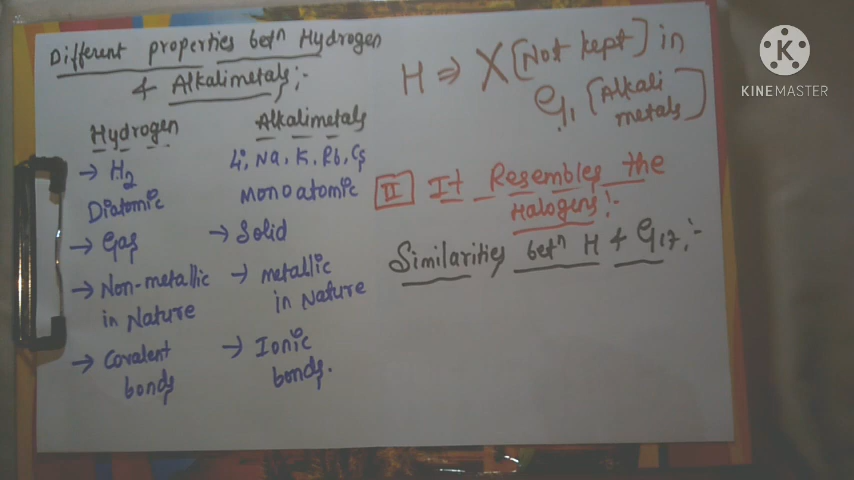 Different properties betn Hydrogen
& Alkalimetals:-
Hydrogen
→ H2
Diatomic
→ Gas
→ Non-metallic
in Nature
→ Covalent
bonds
Alkalimetals
Li, Na, K, Rb, Cs
Monoatomic
→ Solid
→ metallic
in Nature
→ Ionic
bonds.
H ⇒ X [Not kept] in
G1 [Alkali
metals]
II It Resembles the
Halogens:-
Similarities betn H & G17:-
K
KINEMASTER